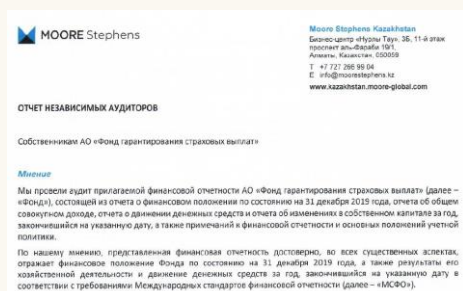 MOORE Stephens
Moore Stephens Kazakhstan
Бизнес-центр «Нурлы Тау», 3Б, 11-й этаж
проспект аль-Фараби 19/1,
Алматы, Казахстан, 050059
T +7 727 266 99 04
E info@moorestephens.kz
www.kazakhstan.moore-global.com
ОТЧЕТ НЕЗАВИСИМЫХ АУДИТОРОВ
Собственникам АО «Фонд гарантирования страховых выплат»
Мнение
Мы провели аудит прилагаемой финансовой отчетности АО «Фонд гарантирования страховых выплат» (далее –
«Фонд»), состоящей из отчета о финансовом положении по состоянию на 31 декабря 2019 года, отчета об общем
совокупном доходе, отчета о движении денежных средств и отчета об изменениях в собственном капитале за год,
закончившийся на указанную дату, а также примечаний к финансовой отчетности и основных положений учетной
политики.
По нашему мнению, представленная финансовая отчетность достоверно, во всех существенных аспектах,
отражает финансовое положение Фонда по состоянию на 31 декабря 2019 года, а также результаты его
хозяйственной деятельности и движение денежных средств за год, закончившийся на указанную дату в
соответствии с требованиями Международных стандартов финансовой отчетности (далее – «МСФО»).